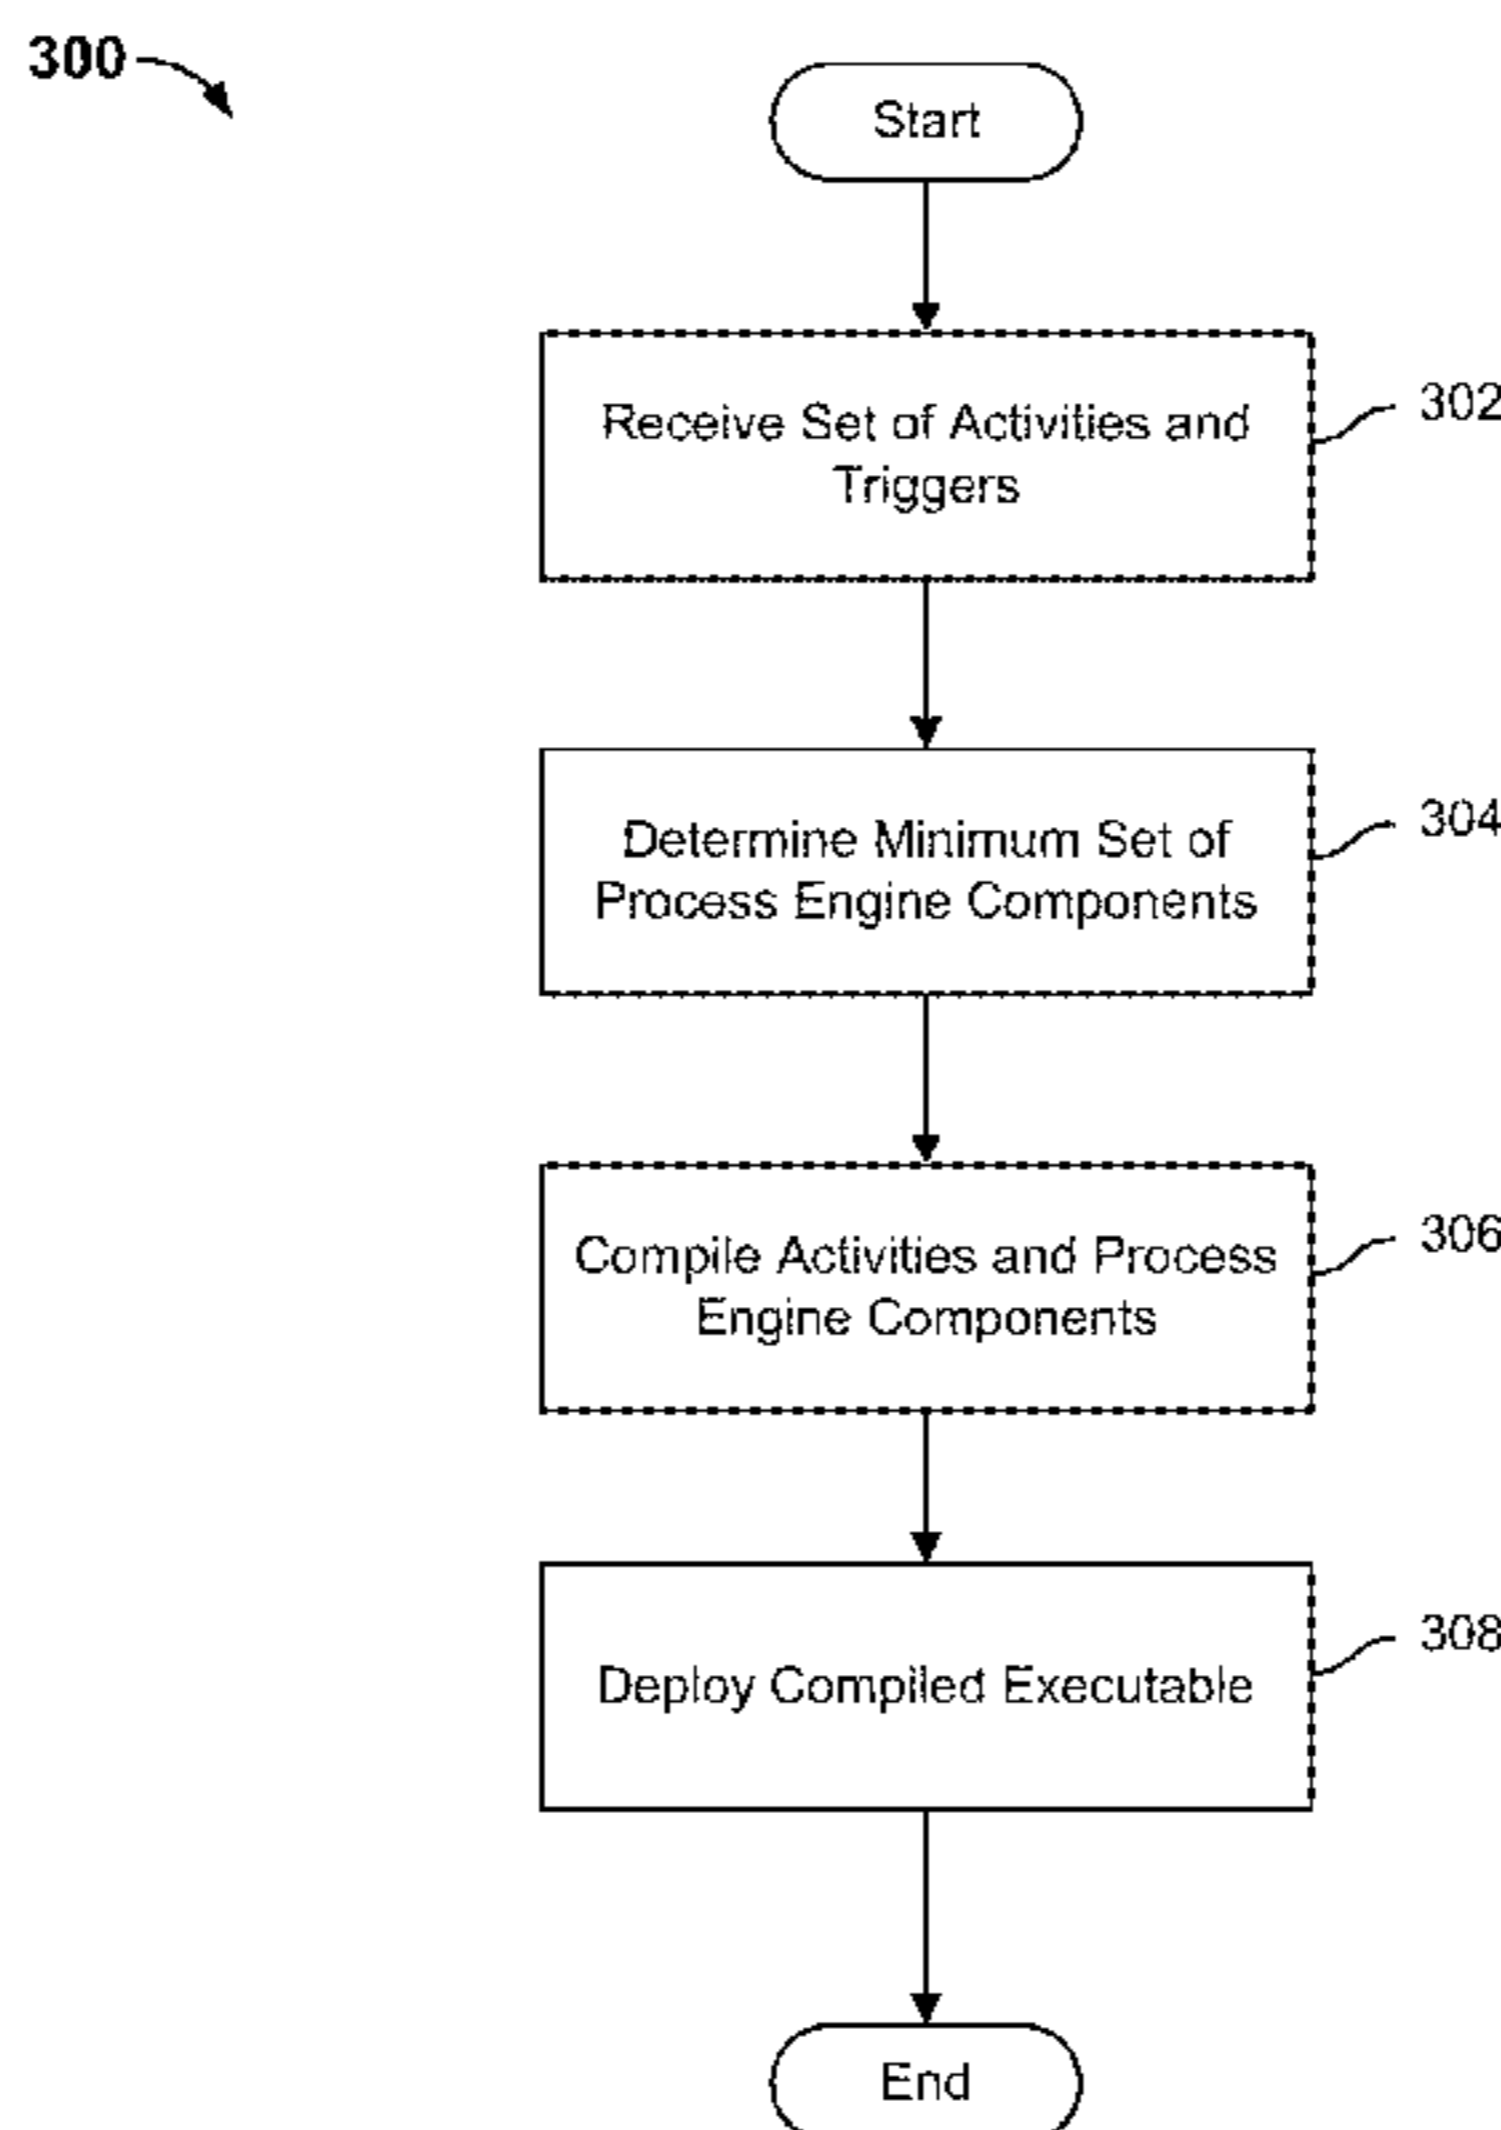 300
Start
Receive Set of Activities and
Triggers
302
Determine Minimum Set of
Process Engine Components
304
Compile Activities and Process
Engine Components
306
Deploy Compiled Executable
308
End